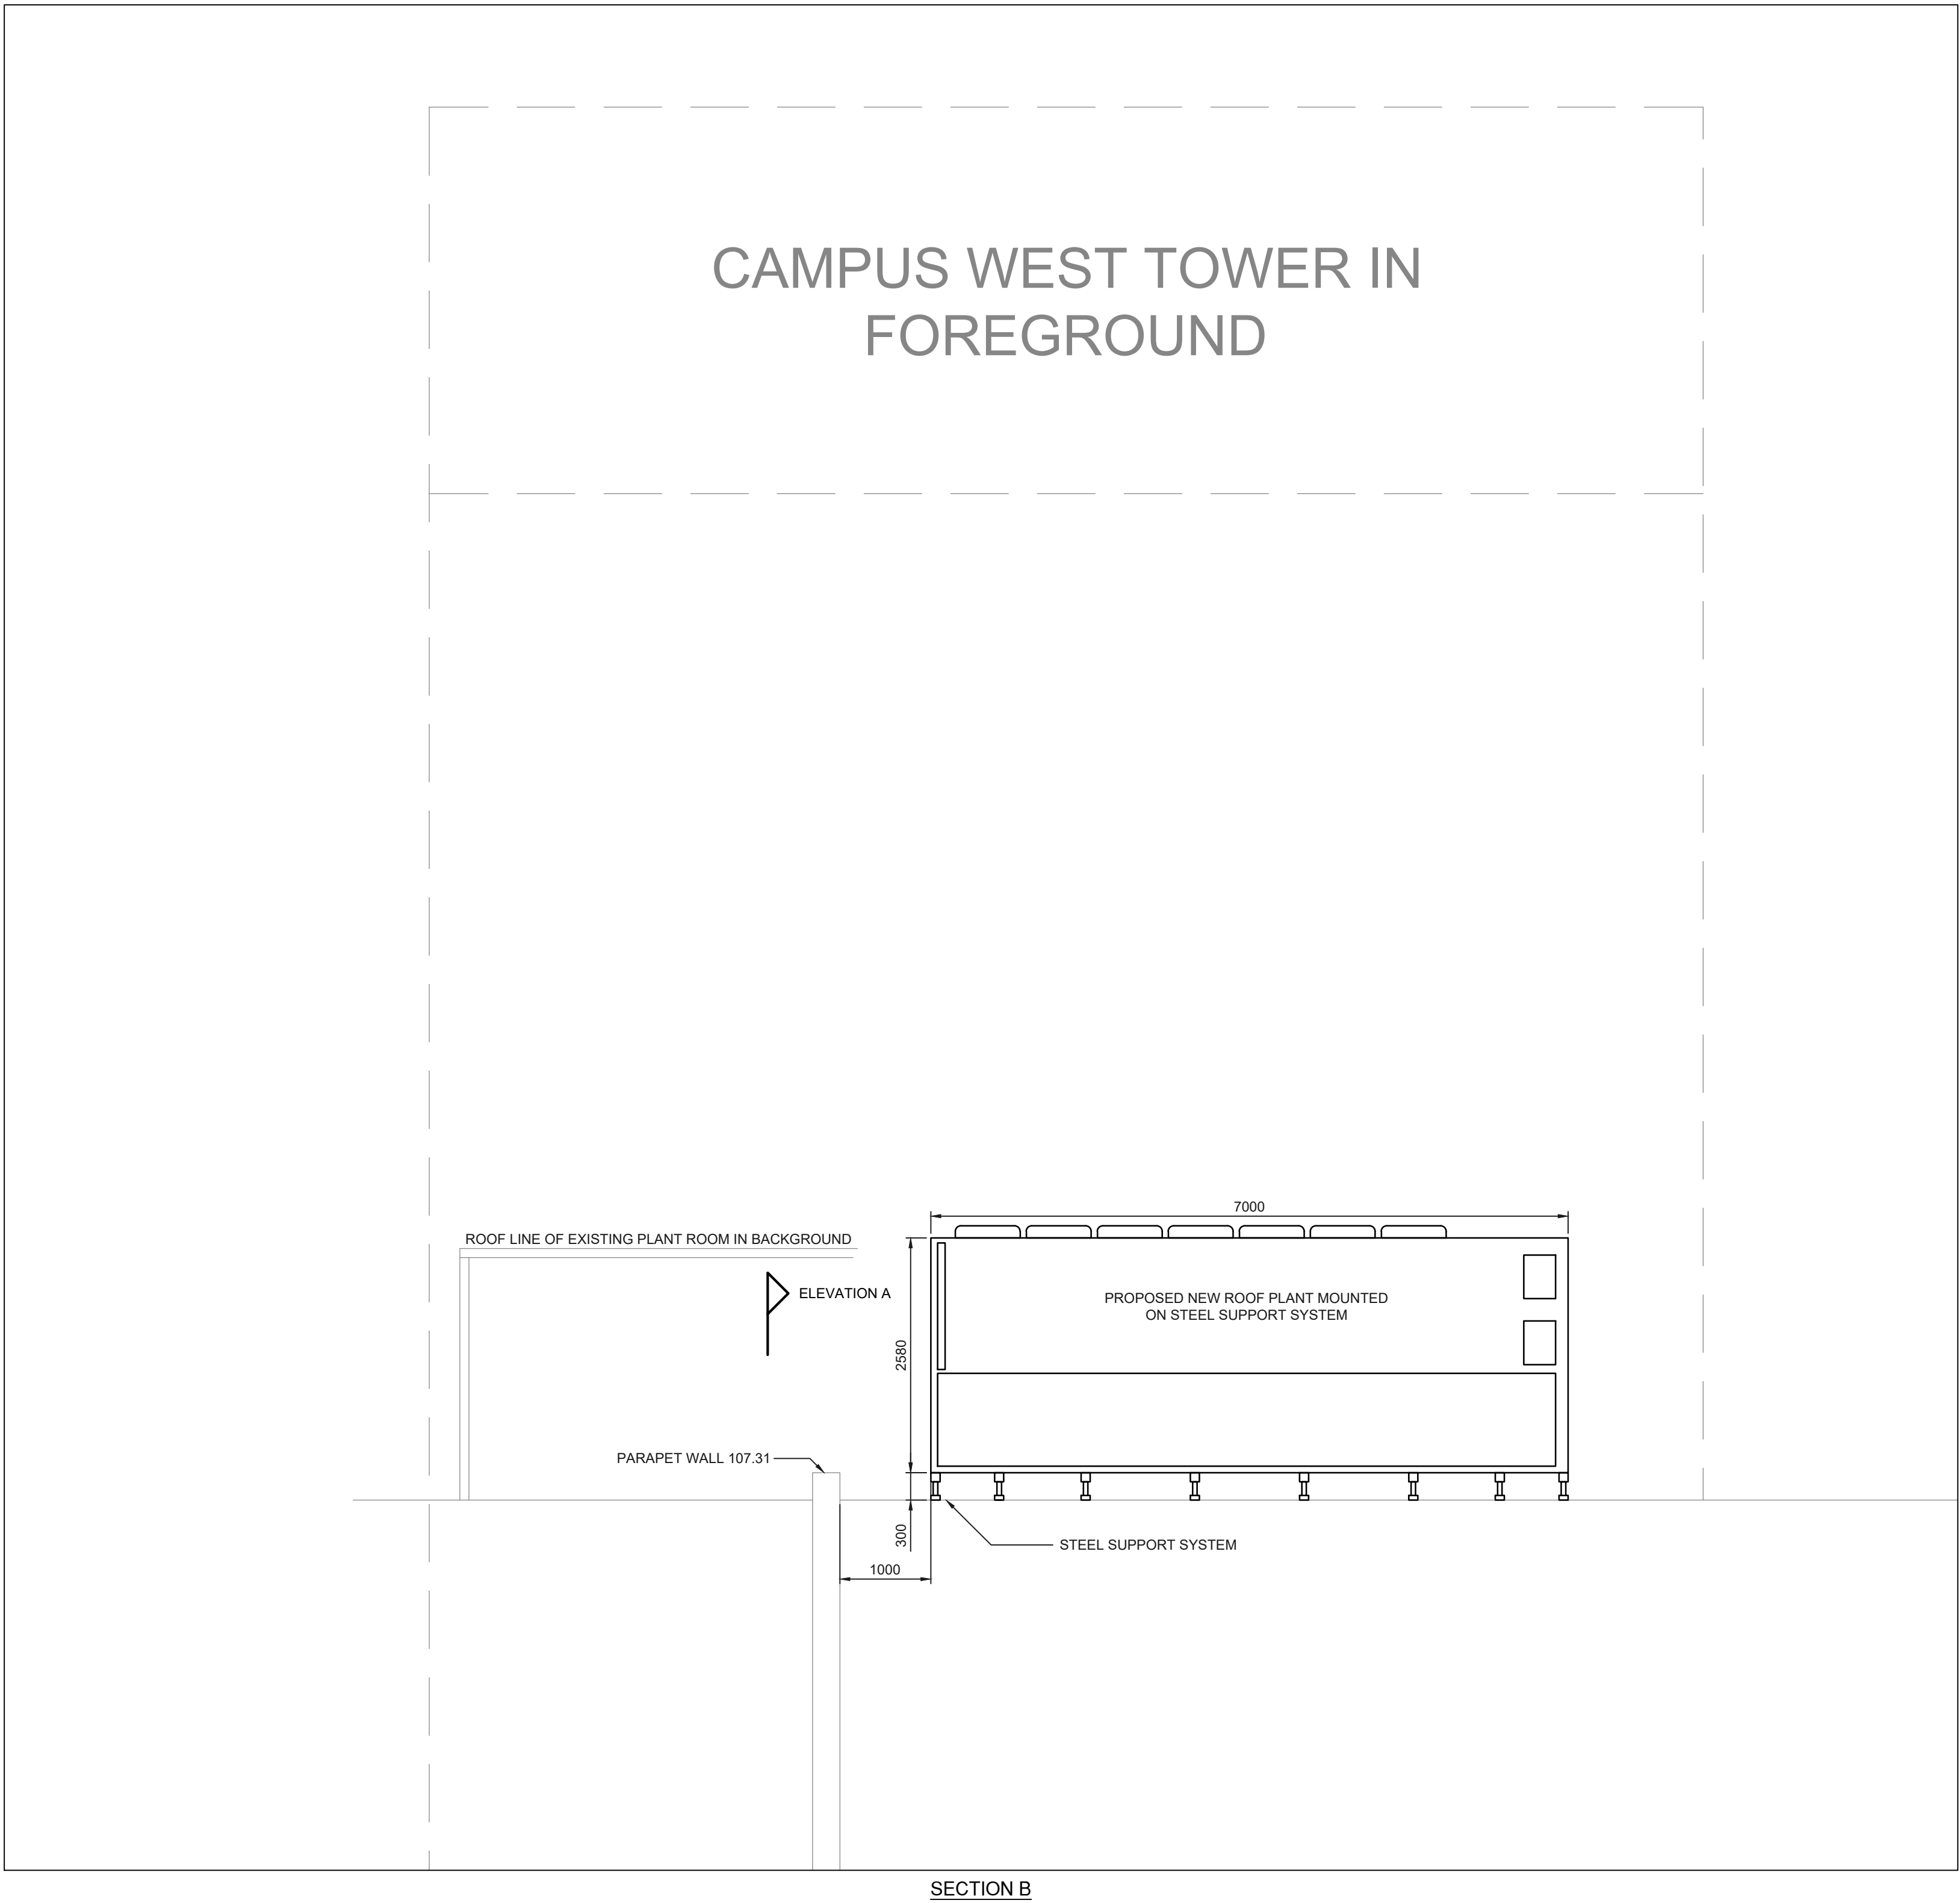 CAMPUS WEST TOWER IN
FOREGROUND
7000
ROOF LINE OF EXISTING PLANT ROOM IN BACKGROUND
ELEVATION A
PROPOSED NEW ROOF PLANT MOUNTED
ON STEEL SUPPORT SYSTEM
2580
PARAPET WALL 107.31
300
STEEL SUPPORT SYSTEM
1000
SECTION B